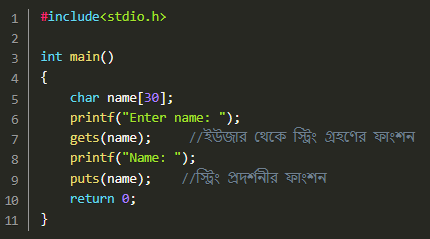 1 #include<stdio.h>
2
3 int main()
4 {
5     char name[30];
6     printf("Enter name: ");
7     gets(name);     //ইউজার থেকে স্ট্রিং গ্রহণের ফাংশন
8     printf("Name: ");
9     puts(name);    //স্ট্রিং প্রদর্শনীর ফাংশন
10     return 0;
11 }